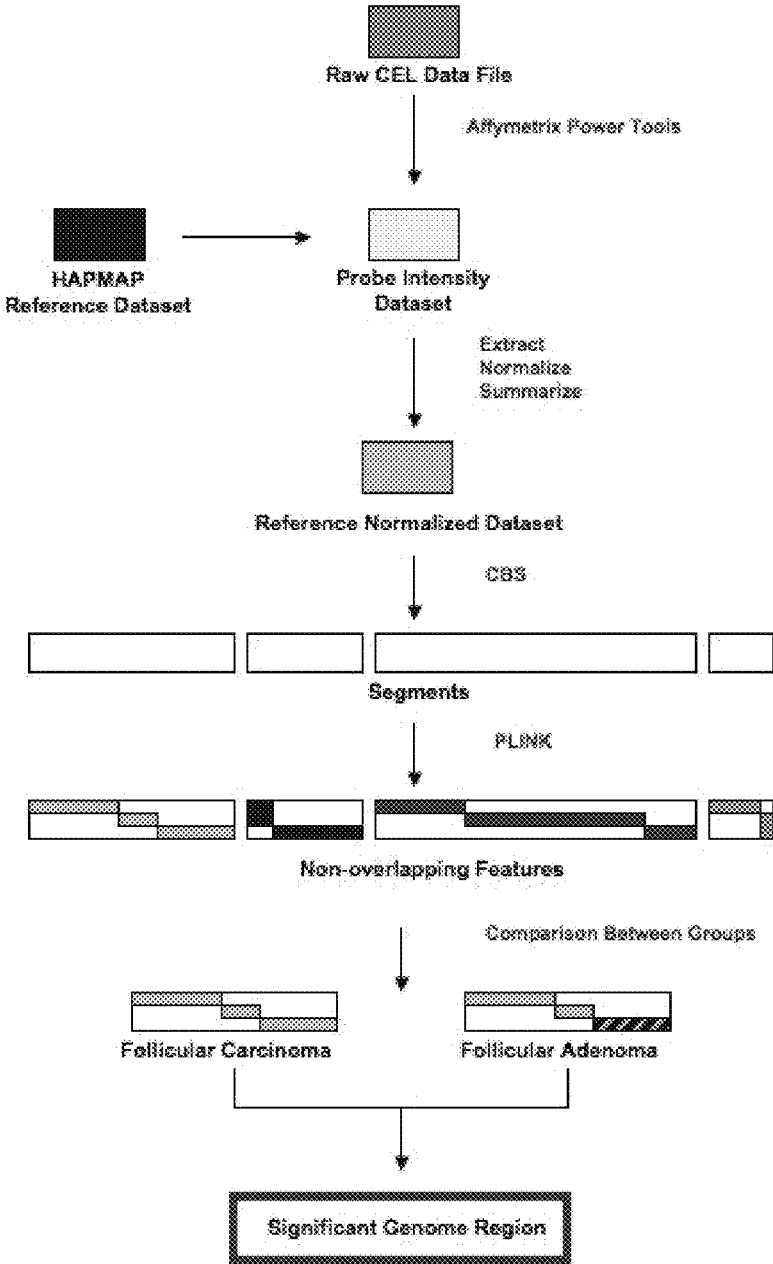 Raw CEL Data File
Affymetrix Power Tools
HAPMAP
Reference Dataset
Probe Intensity
Dataset
Extract
Normalize
Summarize
Reference Normalized Dataset
CBS
Segments
PLINK
Non-overlapping Features
Comparison Between Groups
Follicular Carcinoma
Follicular Adenoma
Significant Genome Region